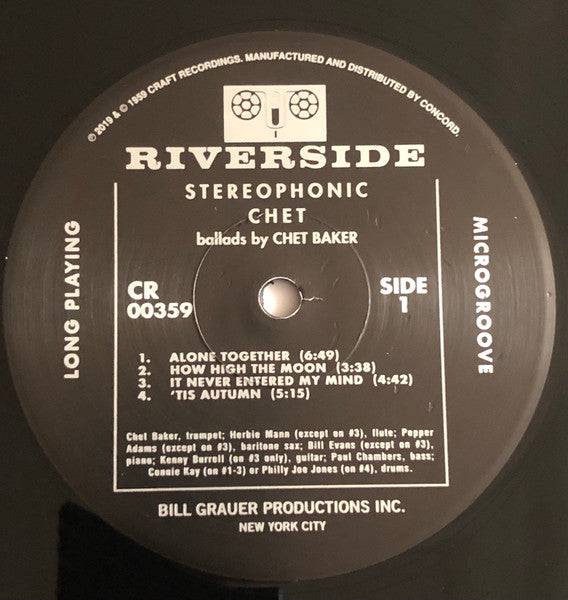 ℗2019 & © 1959 CRAFT RECORDINGS. MANUFACTURED AND DISTRIBUTED BY CONCORD.
RIVERSIDE
STEREOPHONIC
CHET
ballads by CHET BAKER
LONG PLAYING
MICROGROOVE
CR
00359
SIDE
1
1. ALONE TOGETHER (6:49)
2. HOW HIGH THE MOON (3:38)
3. IT NEVER ENTERED MY MIND (4:42)
4. 'TIS AUTUMN (5:15)
Chet Baker, trumpet; Herbie Mann (except on #3), flute; Pepper
Adams (except on #3), baritone sax; Bill Evans (except on #3),
piano; Kenny Burrell (on #3 only), guitar; Paul Chambers, bass;
Connie Kay (on #1-3) or Philly Joe Jones (on #4), drums.
BILL GRAUER PRODUCTIONS INC.
NEW YORK CITY